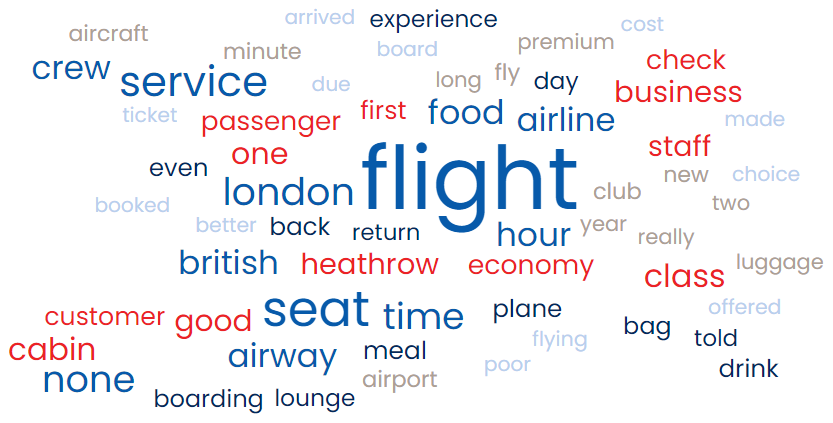 arrived experience cost
aircraft
crew service minute board premium check
due long fly day business
ticket passenger first food airline made
even one flight staff
london club new choice
booked better back return hour year two
british heathrow economy really class luggage
customer good seat time plane offered
cabin airway meal flying bag told
none poor drink
boarding lounge airport